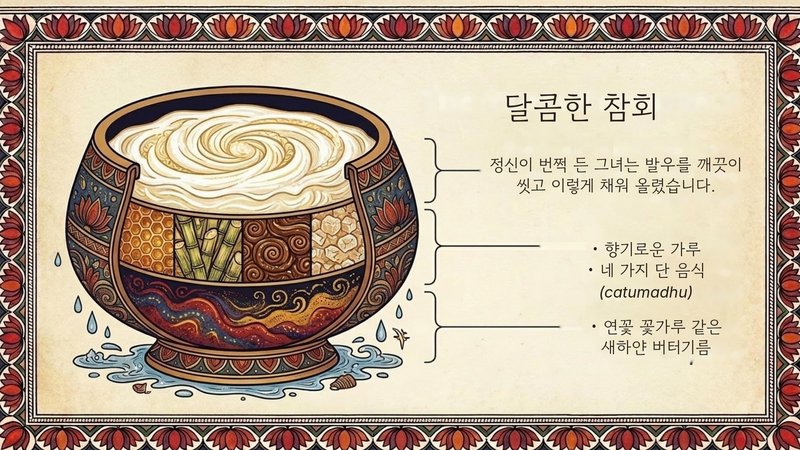 달콤한 참회
정신이 번쩍 든 그녀는 발우를 깨끗이
씻고 이렇게 채워 올렸습니다.
• 향기로운 가루
• 네 가지 단 음식
(catumadhu)
• 연꽃 꽃가루 같은
새하얀 버터기름